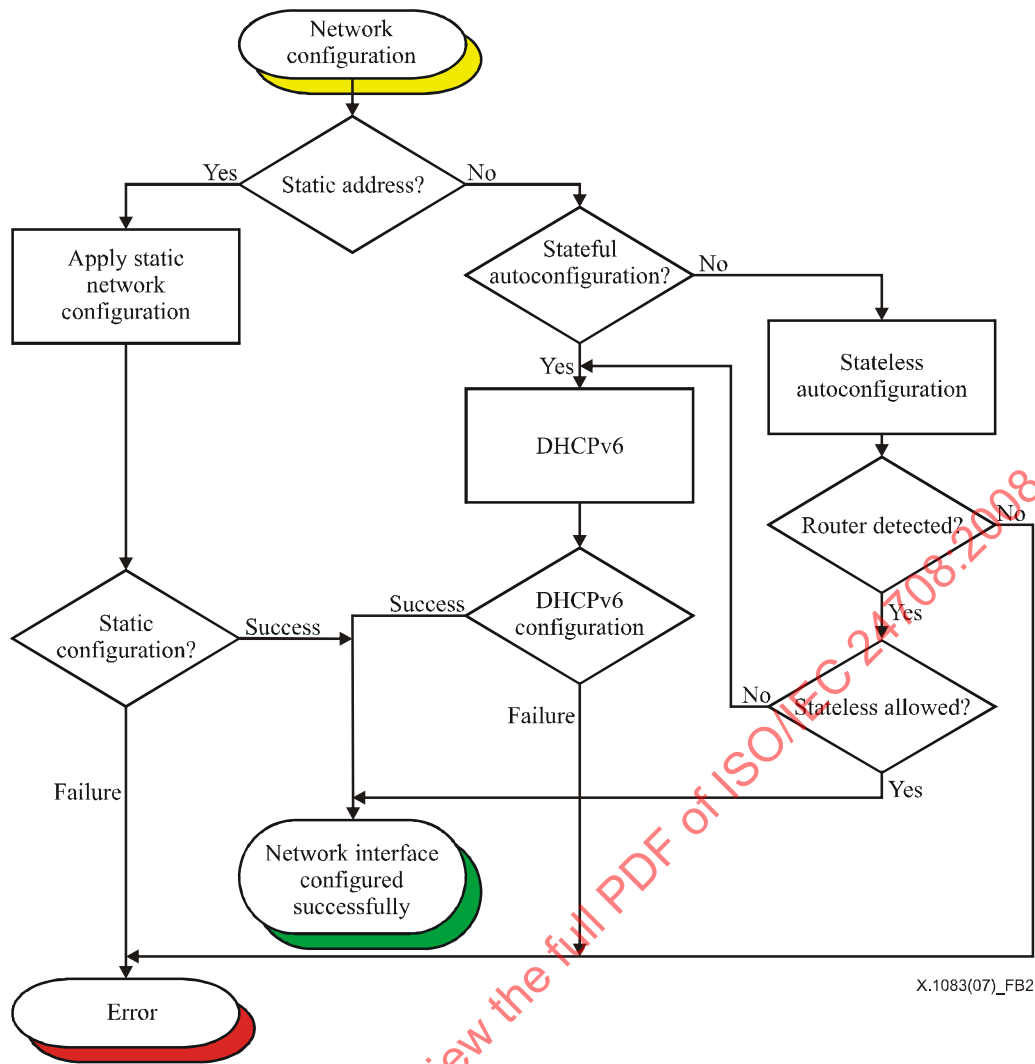 Network
configuration
Yes
Static address?
No
Apply static
network
configuration
Stateful
autoconfiguration?
No
Yes
Stateless
autoconfiguration
DHCPv6
Router detected?
No
Success
DHCPv6
configuration
Yes
Static
configuration?
Success
No
Stateless allowed?
Failure
Failure
Yes
Network interface
configured
successfully
Error
X.1083(07)_FB2
iew the full PDF of ISO/IEC 24708:2008